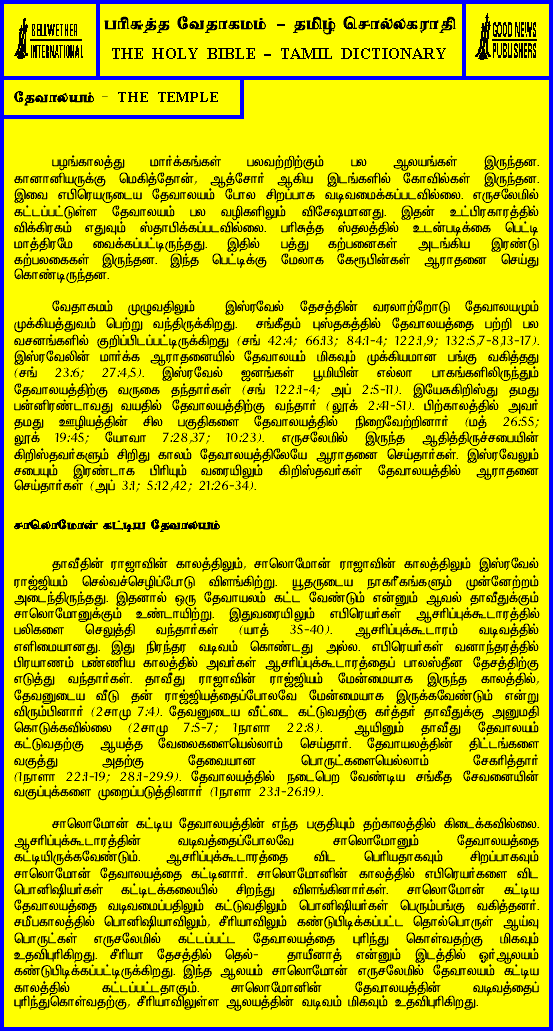 BELLWETHER
INTERNATIONAL
பரிசுத்த வேதாகமம் - தமிழ் சொல்லகராதி
THE HOLY BIBLE - TAMIL DICTIONARY
GOOD NEWS
PUBLISHERS
தேவாலயம் - THE TEMPLE
பழங்காலத்து மார்க்கங்கள் பலவற்றிற்கும் பல ஆலயங்கள் இருந்தன.
கானானியருக்கு மெகித்தோன், ஆத்சோர் ஆகிய இடங்களில் கோவில்கள் இருந்தன.
இவை எபிரெயருடைய தேவாலயம் போல சிறப்பாக வடிவமைக்கப்படவில்லை. எருசலேமில்
கட்டப்பட்டுள்ள தேவாலயம் பல வழிகளிலும் விசேஷமானது. இதன் உட்பிரகாரத்தில்
விக்கிரகம் எதுவும் ஸ்தாபிக்கப்படவில்லை. பரிசுத்த ஸ்தலத்தில் உடன்படிக்கை பெட்டி
மாத்திரமே வைக்கப்பட்டிருந்தது. இதில் பத்து கற்பனைகள் அடங்கிய இரண்டு
கற்பலகைகள் இருந்தன. இந்த பெட்டிக்கு மேலாக கேரூபின்கள் ஆராதனை செய்து
கொண்டிருந்தன.
வேதாகமம் முழுவதிலும் இஸ்ரவேல் தேசத்தின் வரலாற்றோடு தேவாலயமும்
முக்கியத்துவம் பெற்று வந்திருக்கிறது. சங்கீதம் புஸ்தகத்தில் தேவாலயத்தை பற்றி பல
வசனங்களில் குறிப்பிடப்பட்டிருக்கிறது (சங் 42:4; 66:13; 84:1-4; 122:1,9; 132:5,7-8,13-17).
இஸ்ரவேலின் மார்க்க ஆராதனையில் தேவாலயம் மிகவும் முக்கியமான பங்கு வகித்தது
(சங் 23:6; 27:4,5). இஸ்ரவேல் ஜனங்கள் பூமியின் எல்லா பாகங்களிலிருந்தும்
தேவாலயத்திற்கு வருகை தந்தார்கள் (சங் 122:1-4; அப் 2:5-11). இயேசுகிறிஸ்து தமது
பன்னிரண்டாவது வயதில் தேவாலயத்திற்கு வந்தார் (லூக் 2:41-51). பிற்காலத்தில் அவர்
தமது ஊழியத்தின் சில பகுதிகளை தேவாலயத்தில் நிறைவேற்றினார் (மத் 26:55;
லூக் 19:45; யோவா 7:28,37; 10:23). எருசலேமில் இருந்த ஆதித்திருச்சபையின்
கிறிஸ்தவர்களும் சிறிது காலம் தேவாலயத்திலேயே ஆராதனை செய்தார்கள். இஸ்ரவேலும்
சபையும் இரண்டாக பிரியும் வரையிலும் கிறிஸ்தவர்கள் தேவாலயத்தில் ஆராதனை
செய்தார்கள் (அப் 3:1; 5:12,42; 21:26-34).
சாலொமோன் கட்டிய தேவாலயம்
தாவீதின் ராஜாவின் காலத்திலும், சாலொமோன் ராஜாவின் காலத்திலும் இஸ்ரவேல்
ராஜ்ஜியம் செல்வச்செழிப்போடு விளங்கிற்று. யூதருடைய நாகரீகங்களும் முன்னேற்றம்
அடைந்திருந்தது. இதனால் ஒரு தேவாயலம் கட்ட வேண்டும் என்னும் ஆவல் தாவீதுக்கும்
சாலொமோனுக்கும் உண்டாயிற்று. இதுவரையிலும் எபிரெயர்கள் ஆசரிப்புக்கூடாரத்தில்
பலிகளை செலுத்தி வந்தார்கள் (யாத் 35-40). ஆசரிப்புக்கூடாரம் வடிவத்தில்
எளிமையானது. இது நிரந்தர வடிவம் கொண்டது அல்ல. எபிரெயர்கள் வனாந்தரத்தில்
பிரயாணம் பண்ணிய காலத்தில் அவர்கள் ஆசரிப்புக்கூடாரத்தைப் பாலஸ்தீன தேசத்திற்கு
எடுத்து வந்தார்கள். தாவீது ராஜாவின் ராஜ்ஜியம் மேன்மையாக இருந்த காலத்தில்,
தேவனுடைய வீடு தன் ராஜ்ஜியத்தைப்போலவே மேன்மையாக இருக்கவேண்டும் என்று
விரும்பினார் (2சாமு 7:4). தேவனுடைய வீட்டை கட்டுவதற்கு கர்த்தர் தாவீதுக்கு அனுமதி
கொடுக்கவில்லை (2சாமு 7:5-7; 1நாளா 22:8). ஆயினும் தாவீது தேவாலயம்
கட்டுவதற்கு ஆயத்த வேலைகளையெல்லாம் செய்தார். தேவாயலத்தின் திட்டங்களை
வகுத்து அதற்கு தேவையான பொருட்களையெல்லாம் சேகரித்தார்
(1நாளா 22:1-19; 28:1-29:9). தேவாலயத்தில் நடைபெற வேண்டிய சங்கீத சேவனையின்
வகுப்புக்களை முறைப்படுத்தினார் (1நாளா 23:1-26:19).
சாலொமோன் கட்டிய தேவாலயத்தின் எந்த பகுதியும் தற்காலத்தில் கிடைக்கவில்லை.
ஆசரிப்புக்கூடாரத்தின் வடிவத்தைப்போலவே சாலொமோனும் தேவாலயத்தை
கட்டியிருக்கவேண்டும். ஆசரிப்புக்கூடாரத்தை விட பெரியதாகவும் சிறப்பாகவும்
சாலொமோன் தேவாலயத்தை கட்டினார். சாலொமோனின் காலத்தில் எபிரெயர்களை விட
பொனிஷியர்கள் கட்டிடக்கலையில் சிறந்து விளங்கினார்கள். சாலொமோன் கட்டிய
தேவாலயத்தை வடிவமைப்பதிலும் கட்டுவதிலும் பொனிஷியர்கள் பெரும்பங்கு வகித்தனர்.
சமீபகாலத்தில் பொனிஷியாவிலும், சீரியாவிலும் கண்டுபிடிக்கப்பட்ட தொல்பொருள் ஆய்வு
பொருட்கள் எருசலேமில் கட்டப்பட்ட தேவாலயத்தை புரிந்து கொள்வதற்கு மிகவும்
உதவிபுரிகிறது. சீரியா தேசத்தில் தெல்- தாயீனாத் என்னும் இடத்தில் ஓர்ஆலயம்
கண்டுபிடிக்கப்பட்டிருக்கிறது. இந்த ஆலயம் சாலொமோன் எருசலேமில் தேவாலயம் கட்டிய
காலத்தில் கட்டப்பட்டதாகும். சாலொமோனின் தேவாலயத்தின் வடிவத்தைப்
புரிந்துகொள்வதற்கு, சீரியாவிலுள்ள ஆலயத்தின் வடிவம் மிகவும் உதவிபுரிகிறது.